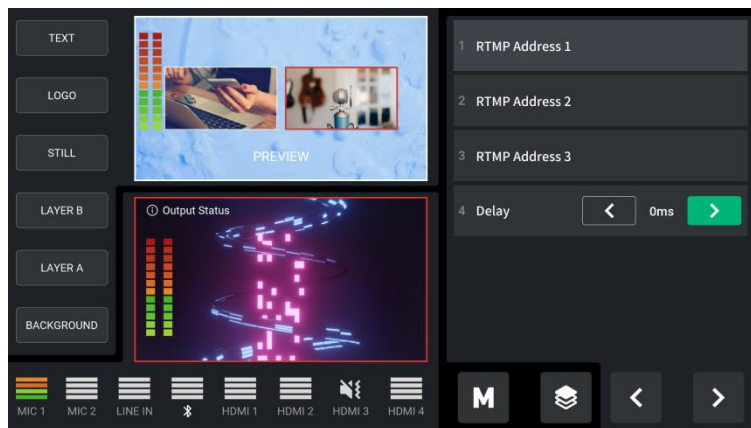 TEXT
LOGO
STILL
LAYER B
LAYER A
BACKGROUND
PREVIEW
Output Status
1 RTMP Address 1
2 RTMP Address 2
3 RTMP Address 3
4 Delay 0ms
MIC 1 MIC 2 LINE IN HDMI 1 HDMI 2 HDMI 3 HDMI 4
M